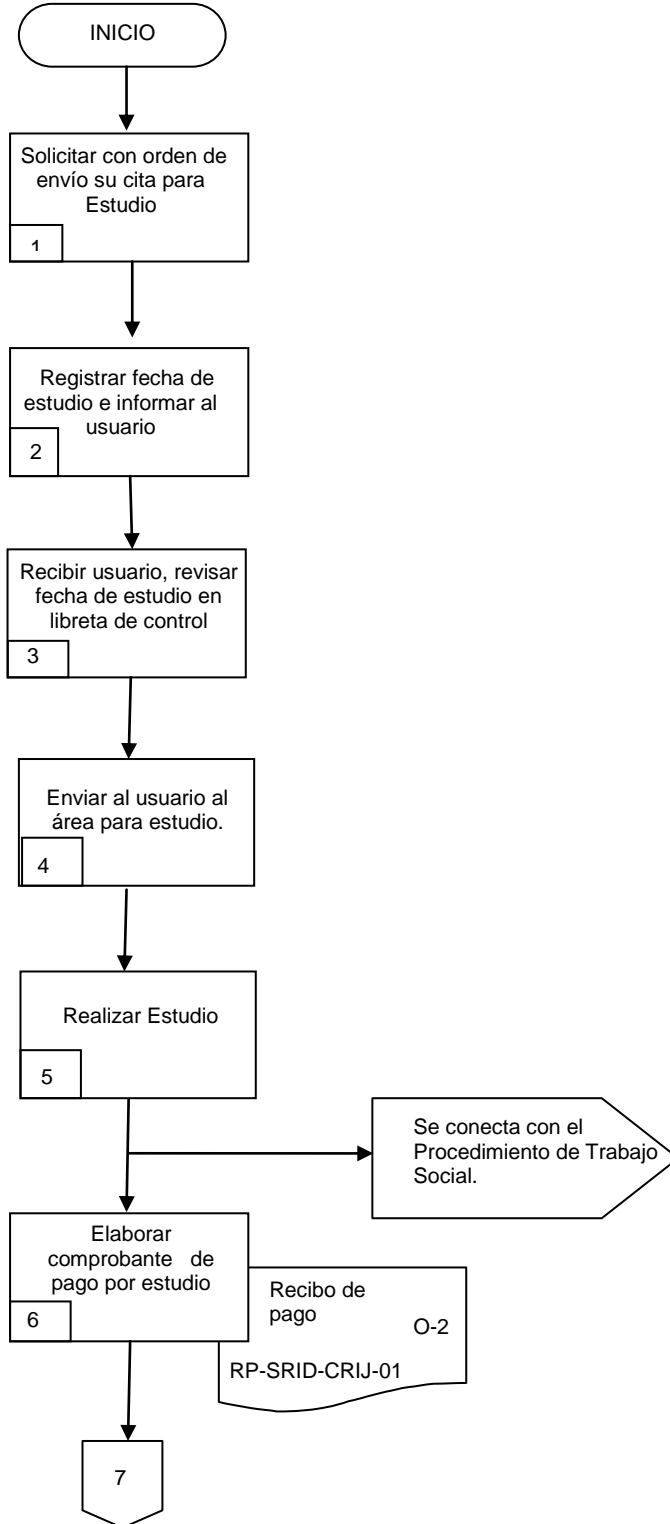 INICIO
Solicitar con orden de
envío su cita para
Estudio
1
Registrar fecha de
estudio e informar al
usuario
2
Recibir usuario, revisar
fecha de estudio en
libreta de control
3
Enviar al usuario al
área para estudio.
4
Realizar Estudio
5
Se conecta con el
Procedimiento de Trabajo
Social.
Elaborar
comprobante de
pago por estudio
6
Recibo de
pago
O-2
RP-SRID-CRIJ-01
7